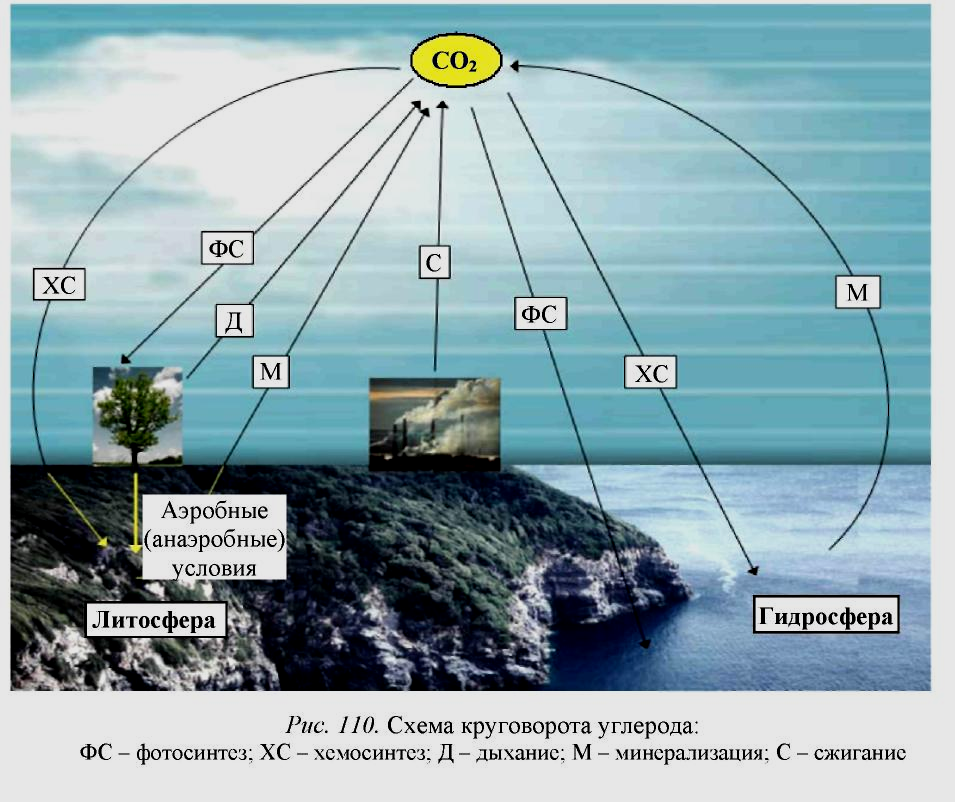 CO₂
ФС
ХС
С
М
ФС
Д
М
ХС
Аэробные
(анаэробные)
условия
Литосфера
Гидросфера
Рис. 110. Схема круговорота углерода:
ФС – фотосинтез; ХС – хемосинтез; Д – дыхание; М – минерализация; С – сжигание